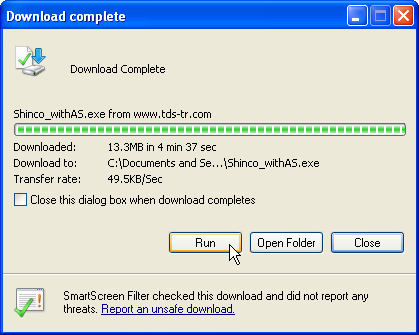 Download complete
Download Complete
Shinco_withAS.exe from www.tds-tr.com
Downloaded: 13.3MB in 4 min 37 sec
Download to: C:\Documents and Se...\Shinco_withAS.exe
Transfer rate: 49.5KB/Sec
Close this dialog box when download completes
Run Open Folder Close
SmartScreen Filter checked this download and did not report any
threats. Report an unsafe download.